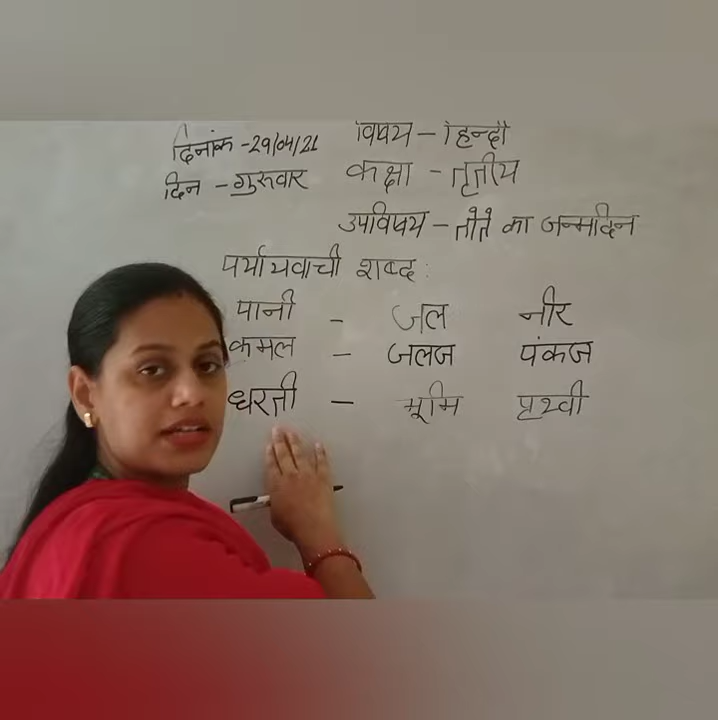 दिनांक - 29/04/21 विषय - हिन्दी
दिन - गुरुवार कक्षा - तृतीय
उपविषय - तोते का जन्मदिन
पर्यायवाची शब्द :
पानी - जल नीर
कमल - जलज पंकज
धरती - भूमि पृथ्वी